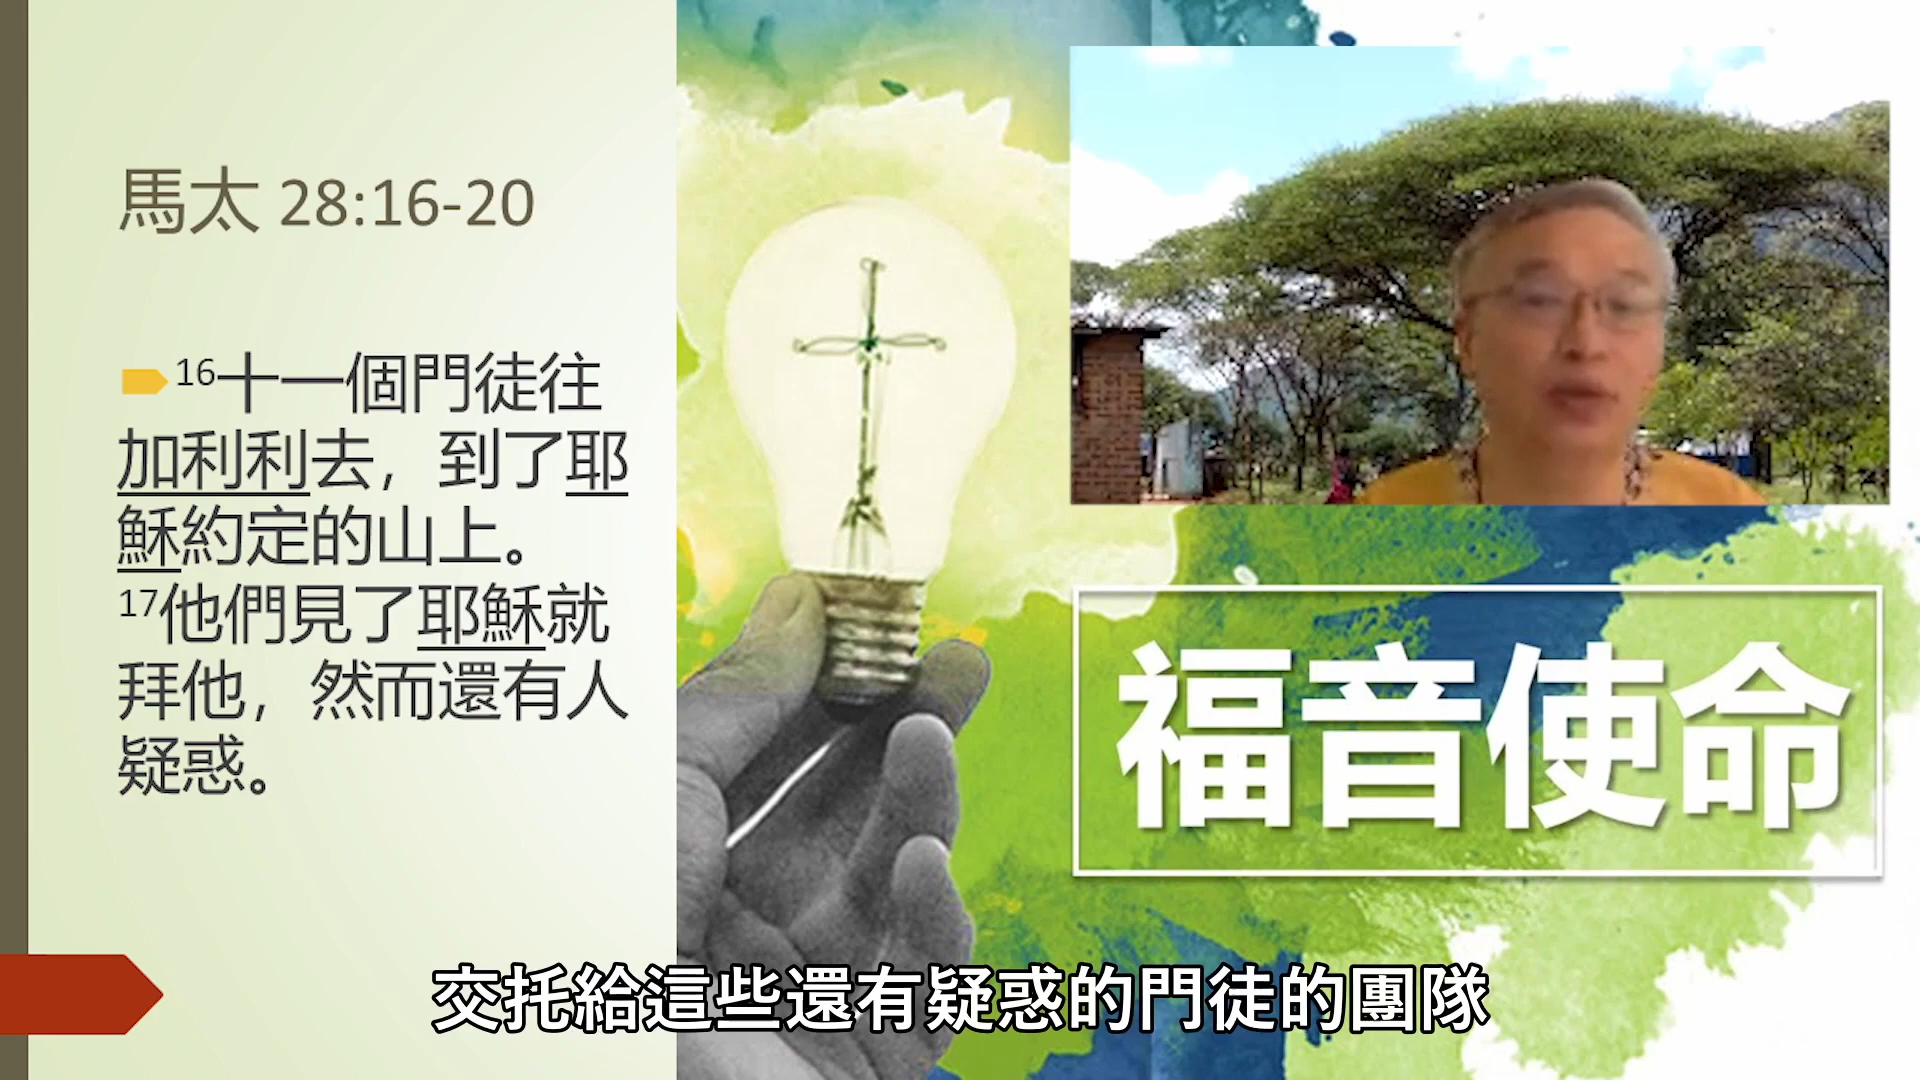 馬太 28:16-20
16十一個門徒往
加利利去，到了耶
穌約定的山上。
17他們見了耶穌就
拜他，然而還有人
疑惑。
福音使命
交托給這些還有疑惑的門徒的團隊